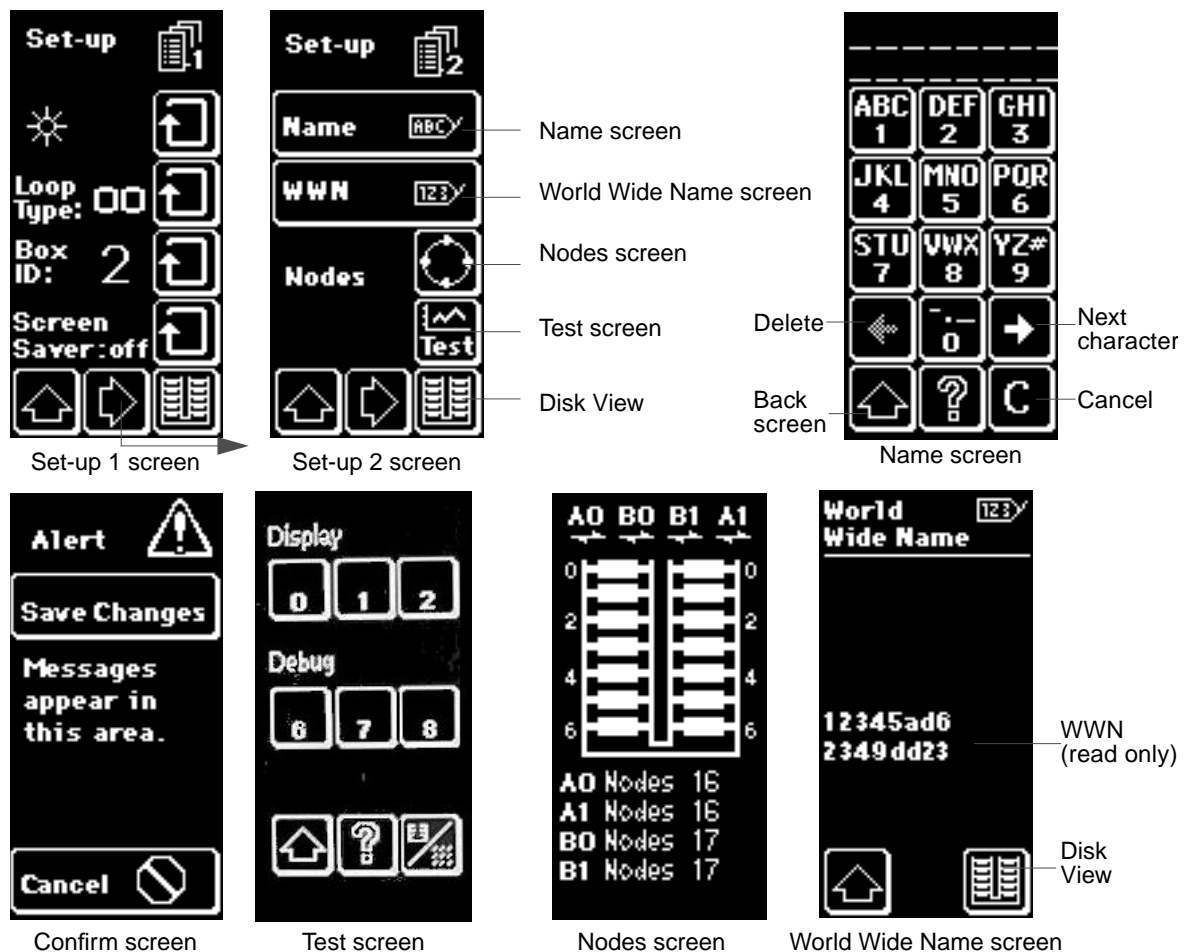 Set-up
1
Loop
Type:
Box
ID: 2
Screen
Saver:off
Set-up 1 screen
Set-up
2
Name ABC
WWN 123
Nodes
Test
Set-up 2 screen
Name screen
World Wide Name screen
Nodes screen
Test screen
Disk View
ABC DEF GHI
1 2 3
JKL MNO PQR
4 5 6
STU VWX YZ#
7 8 9
-._
0
? C
Delete
Next
character
Back
screen
Cancel
Name screen
Alert
Save Changes
Messages
appear in
this area.
Cancel
Confirm screen
Display
0 1 2
Debug
6 7 8
?
Test screen
A0 B0 B1 A1
0 0
2 2
4 4
6 6
A0 Nodes 16
A1 Nodes 16
B0 Nodes 17
B1 Nodes 17
Nodes screen
World 123
Wide Name
12345ad6
2349dd23
WWN
(read only)
Disk
View
World Wide Name screen